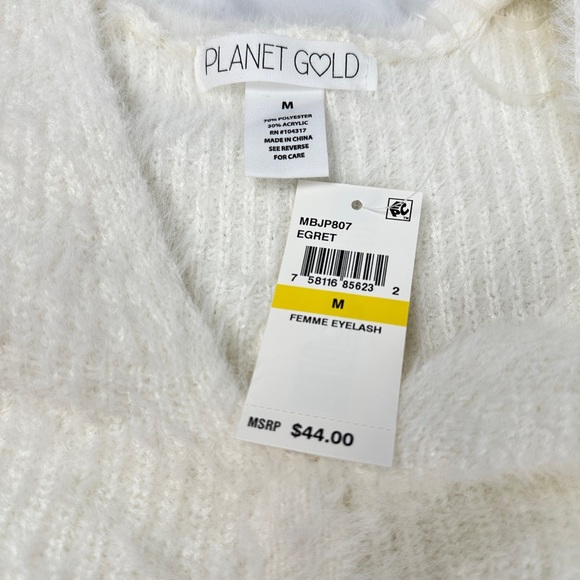 PLANET GOLD
M
70% POLYESTER
30% ACRYLIC
RN #104317
MADE IN CHINA
SEE REVERSE
FOR CARE
MBJP807
EGRET
7 58116 85623 2
M
FEMME EYELASH
MSRP $44.00